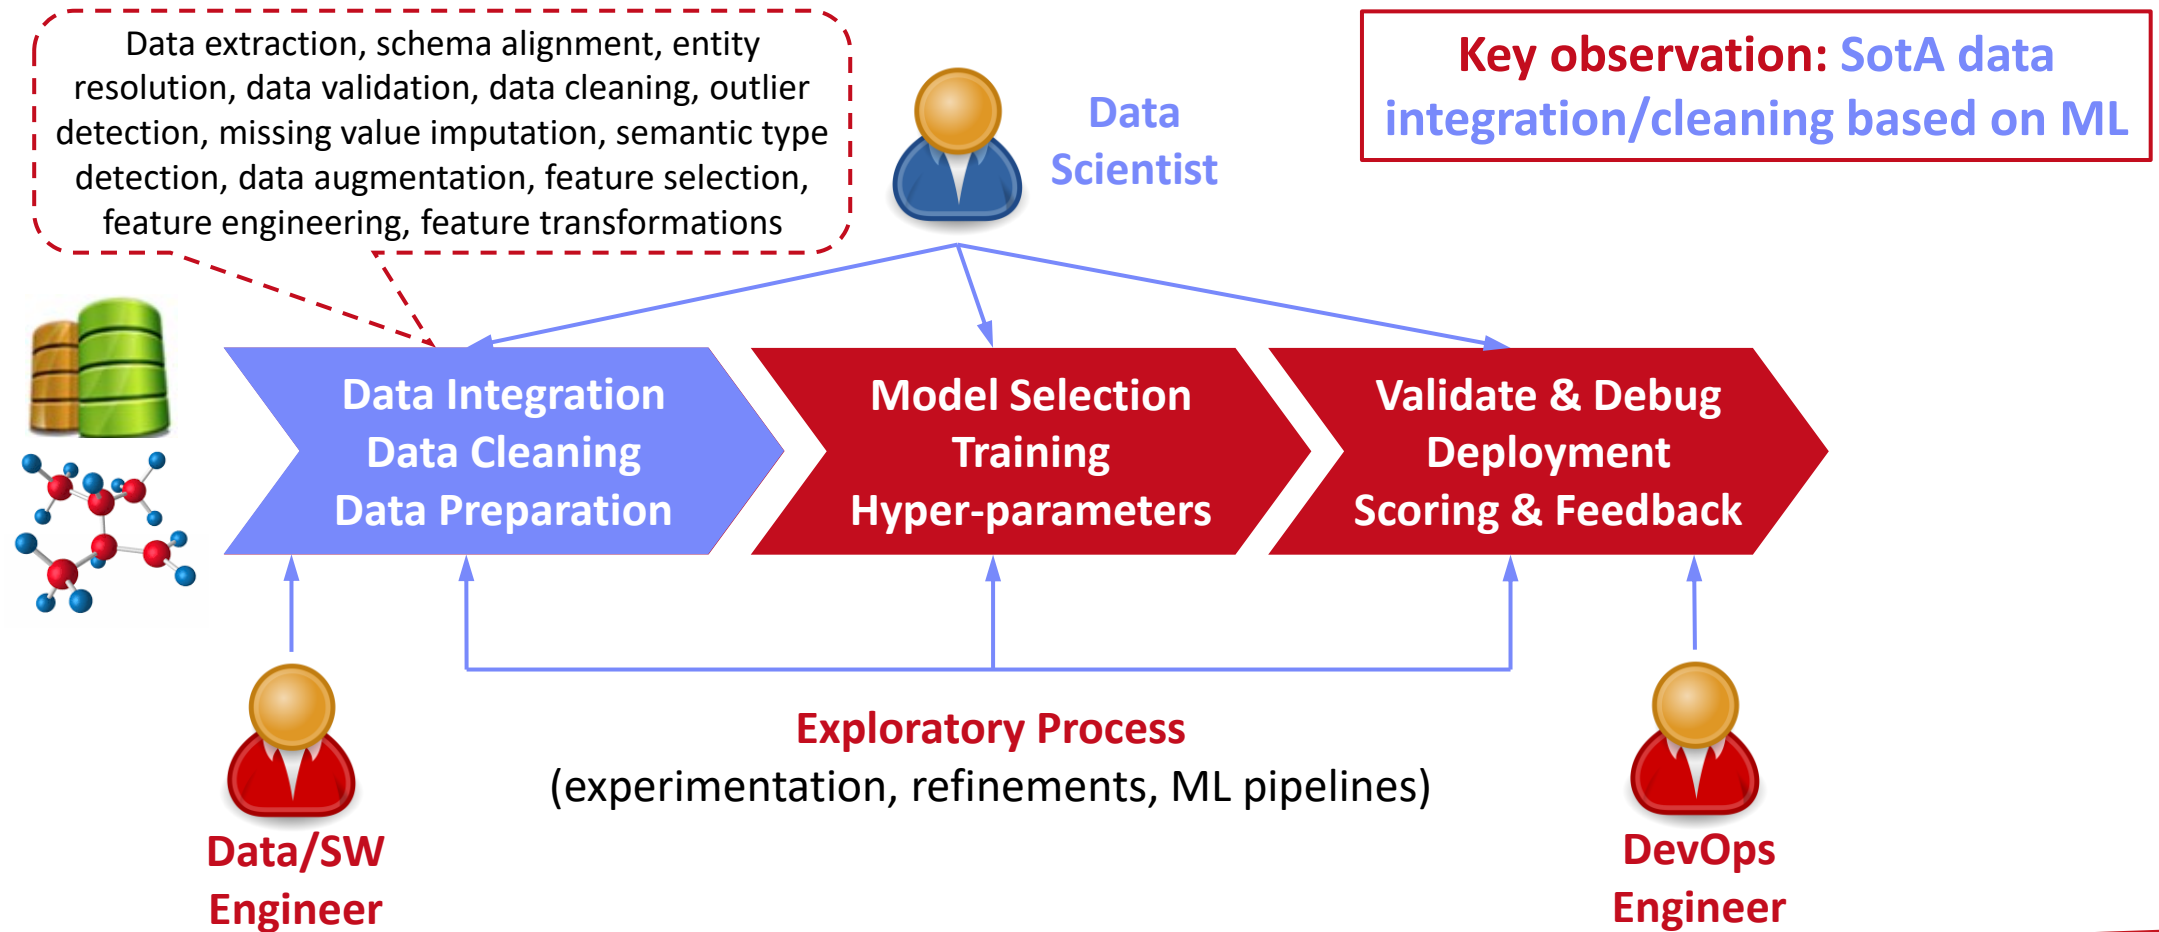 Data extraction, schema alignment, entity
resolution, data validation, data cleaning, outlier
detection, missing value imputation, semantic type
detection, data augmentation, feature selection,
feature engineering, feature transformations
Data
Scientist
Key observation: SotA data
integration/cleaning based on ML
Data Integration
Data Cleaning
Data Preparation
Model Selection
Training
Hyper-parameters
Validate & Debug
Deployment
Scoring & Feedback
Exploratory Process
(experimentation, refinements, ML pipelines)
Data/SW
Engineer
DevOps
Engineer